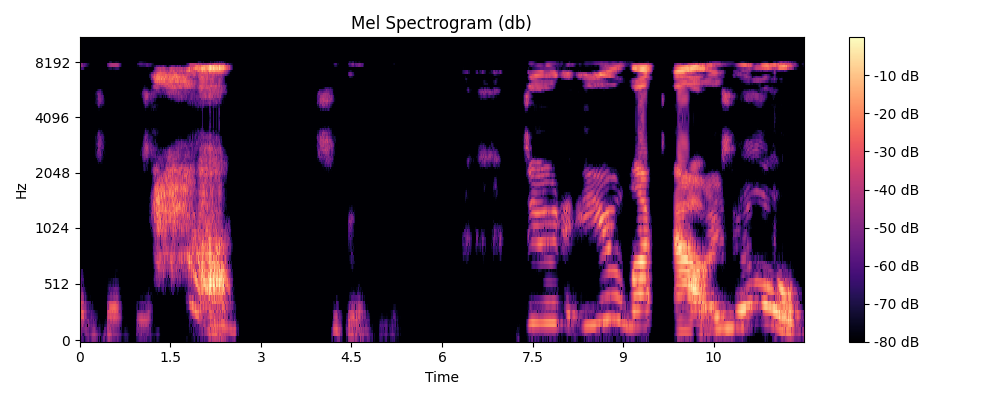 Mel Spectrogram (db)
8192
4096
2048
1024
512
0
Hz
0 1.5 3 4.5 6 7.5 9 10
Time
-10 dB
-20 dB
-30 dB
-40 dB
-50 dB
-60 dB
-70 dB
-80 dB